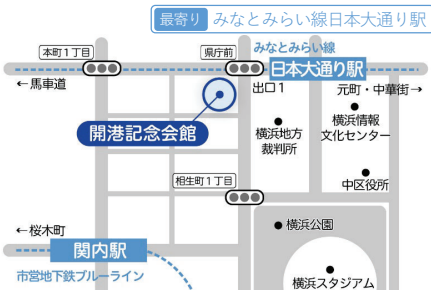 最寄り みなとみらい線日本大通り駅
本町1丁目
県庁前
みなとみらい線
日本大通り駅
←馬車道
出口1
元町・中華街→
開港記念会館
横浜地方
裁判所
横浜情報
文化センター
相生町1丁目
中区役所
←桜木町
横浜公園
関内駅
市営地下鉄ブルーライン
横浜スタジアム